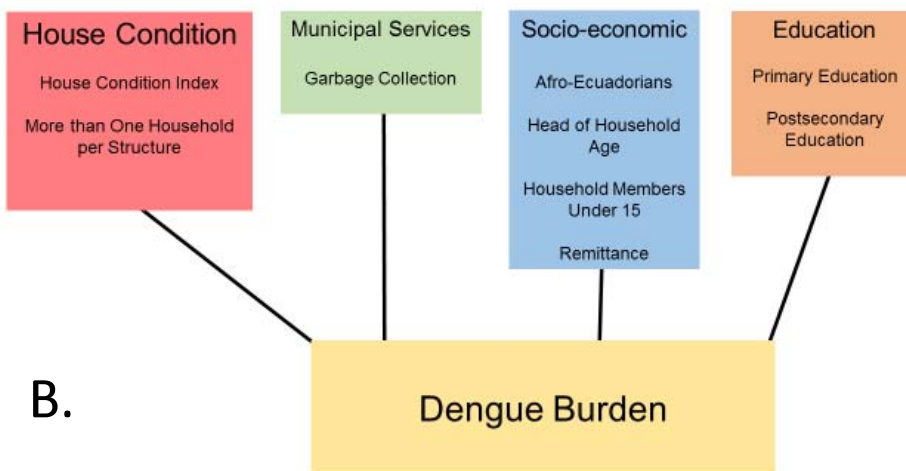 House Condition
House Condition Index
More than One Household
per Structure
Municipal Services
Garbage Collection
Socio-economic
Afro-Ecuadorians
Head of Household
Age
Household Members
Under 15
Remittance
Education
Primary Education
Postsecondary
Education
B.
Dengue Burden